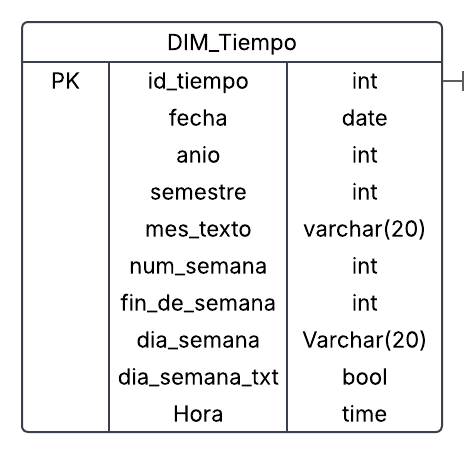 DIM_Tiempo
PK id_tiempo int
fecha date
anio int
semestre int
mes_texto varchar(20)
num_semana int
fin_de_semana int
dia_semana Varchar(20)
dia_semana_txt bool
Hora time